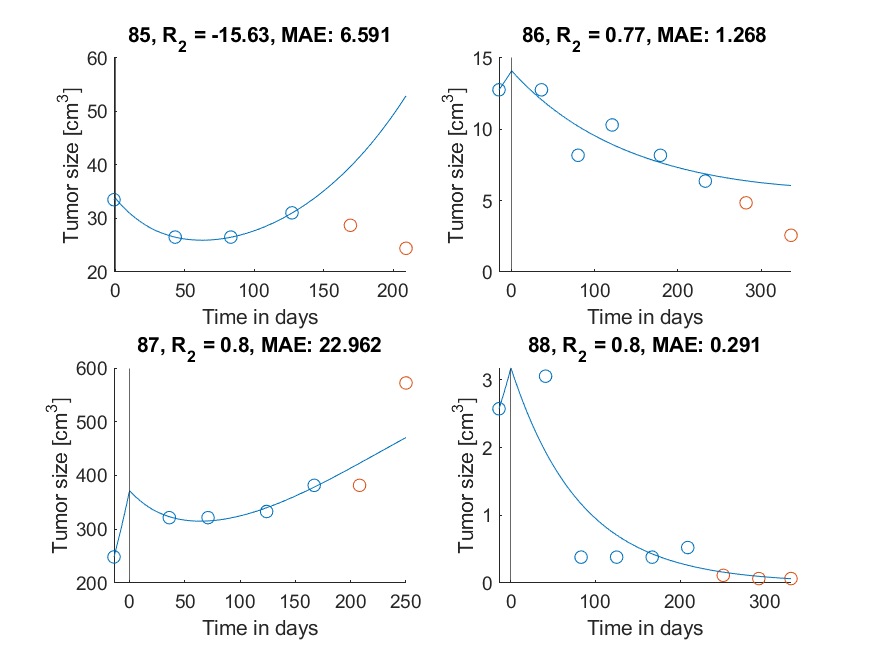 85, R₂ = -15.63, MAE: 6.591
60
50
40
30
20
Tumor size [cm³]
0 50 100 150 200
Time in days
86, R₂ = 0.77, MAE: 1.268
15
10
5
0
Tumor size [cm³]
0 100 200 300
Time in days
87, R₂ = 0.8, MAE: 22.962
600
500
400
300
200
Tumor size [cm³]
0 50 100 150 200 250
Time in days
88, R₂ = 0.8, MAE: 0.291
3
2
1
0
Tumor size [cm³]
0 100 200 300
Time in days